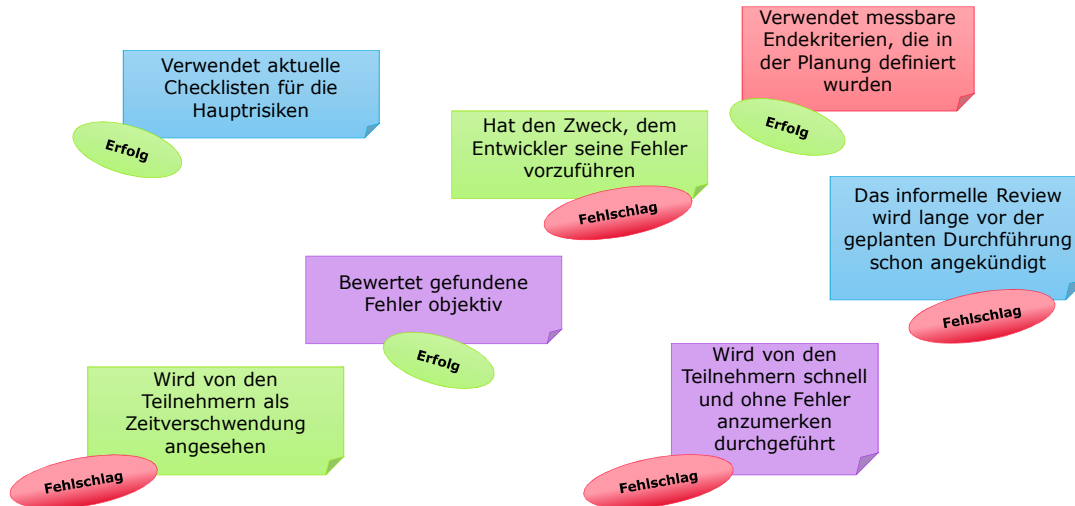 Verwendet messbare
Endekriterien, die in
der Planung definiert
wurden
Erfolg
Verwendet aktuelle
Checklisten für die
Hauptrisiken
Erfolg
Hat den Zweck, dem
Entwickler seine Fehler
vorzuführen
Fehlschlag
Das informelle Review
wird lange vor der
geplanten Durchführung
schon angekündigt
Fehlschlag
Bewertet gefundene
Fehler objektiv
Erfolg
Wird von den
Teilnehmern schnell
und ohne Fehler
anzumerken
durchgeführt
Fehlschlag
Wird von den
Teilnehmern als
Zeitverschwendung
angesehen
Fehlschlag